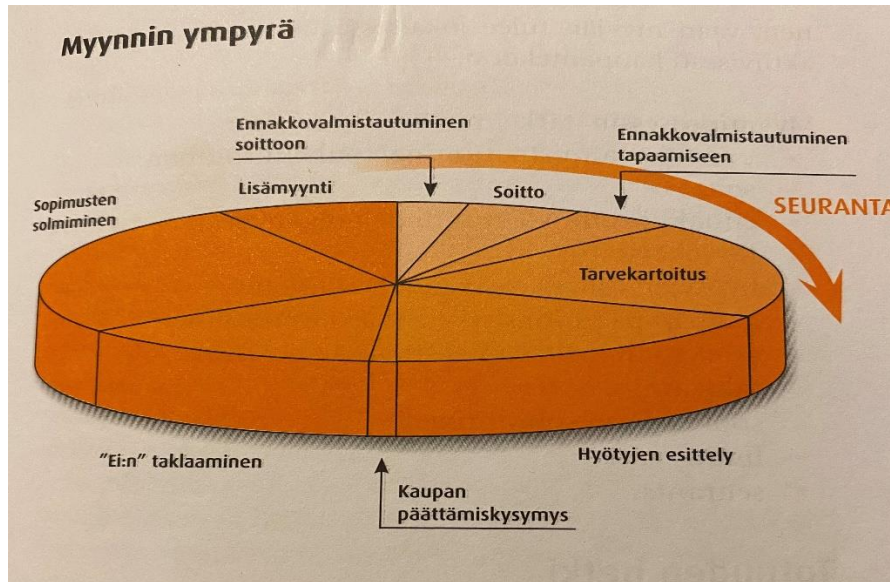 Myynnin ympyrä
Ennakkovalmistautuminen
soittoon
Ennakkovalmistautuminen
tapaamiseen
Sopimusten
solmiminen
Lisämyynti
Soitto
SEURANTA
Tarvekartoitus
"Ei:n" taklaaminen
Hyötyjen esittely
Kaupan
päättämiskysymys